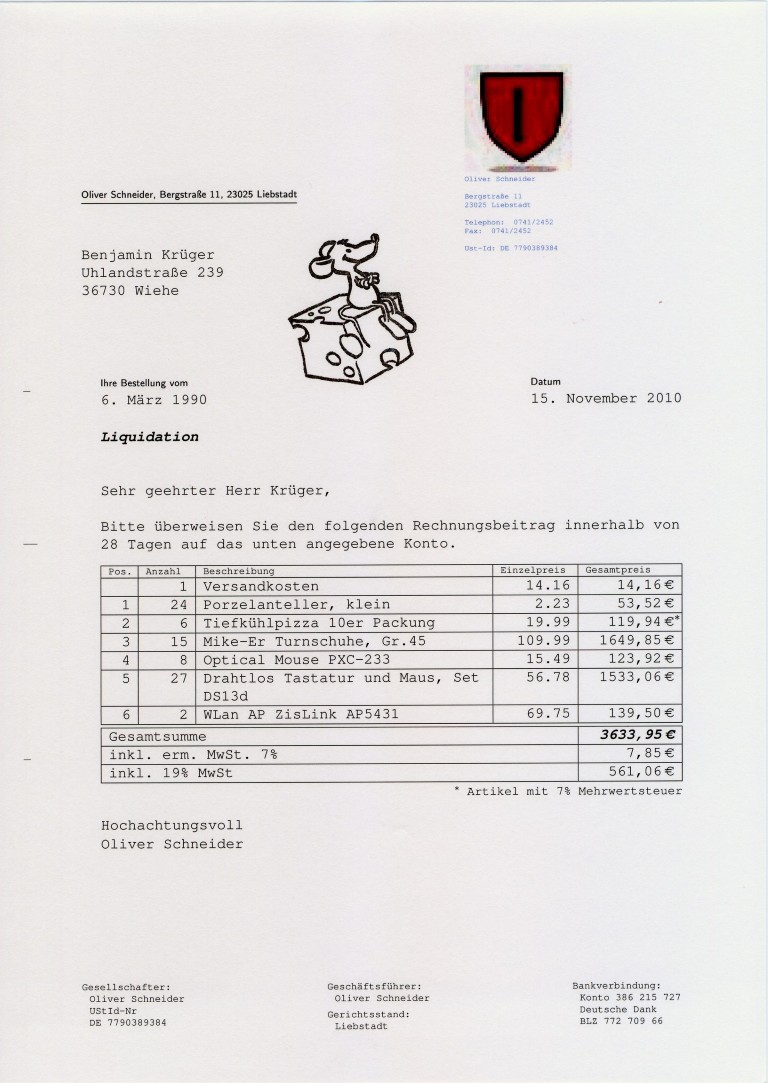 Oliver Schneider
Bergstraße 11
23025 Liebstadt
Telephon: 0741/2452
Fax: 0741/2452
Ust-Id: DE 7790389384
Oliver Schneider, Bergstraße 11, 23025 Liebstadt
Benjamin Krüger
Uhlandstraße 239
36730 Wiehe
Ihre Bestellung vom Datum
6. März 1990 15. November 2010
Liquidation
Sehr geehrter Herr Krüger,
Bitte überweisen Sie den folgenden Rechnungsbeitrag innerhalb von
28 Tagen auf das unten angegebene Konto.
Pos. Anzahl Beschreibung Einzelpreis Gesamtpreis
1 Versandkosten 14.16 14,16€
1 24 Porzelanteller, klein 2.23 53,52€
2 6 Tiefkühlpizza 10er Packung 19.99 119,94€*
3 15 Mike-Er Turnschuhe, Gr.45 109.99 1649,85€
4 8 Optical Mouse PXC-233 15.49 123,92€
5 27 Drahtlos Tastatur und Maus, Set 56.78 1533,06€
DS13d
6 2 WLan AP ZisLink AP5431 69.75 139,50€
Gesamtsumme 3633,95€
inkl. erm. MwSt. 7% 7,85€
inkl. 19% MwSt 561,06€
* Artikel mit 7% Mehrwertsteuer
Hochachtungsvoll
Oliver Schneider
Gesellschafter:
Oliver Schneider
UStId-Nr
DE 7790389384
Geschäftsführer:
Oliver Schneider
Gerichtsstand:
Liebstadt
Bankverbindung:
Konto 386 215 727
Deutsche Dank
BLZ 772 709 66